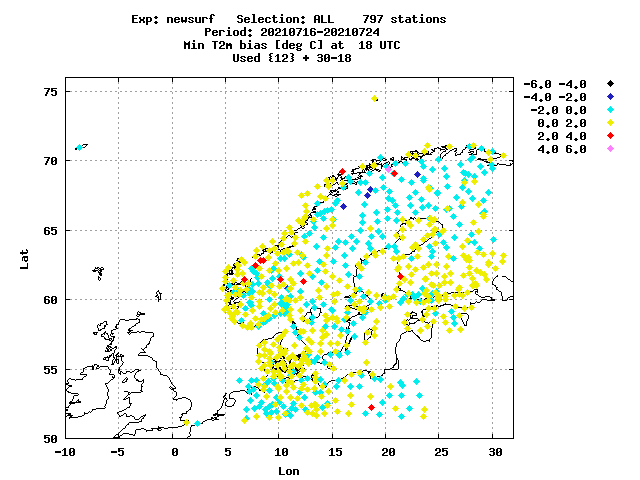 Exp: newsurf   Selection: ALL    797 stations
Period: 20210716-20210724
Min T2m bias [deg C] at  18 UTC
Used {12} + 30-18
-6.0 -4.0
-4.0 -2.0
-2.0 0.0
0.0 2.0
2.0 4.0
4.0 6.0
75
70
65
60
55
50
Lat
-10 -5 0 5 10 15 20 25 30
Lon